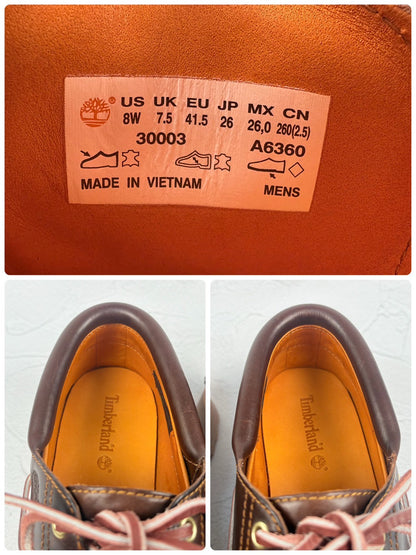 ® US UK EU JP MX CN
8W 7.5 41.5 26 26,0 260(2.5)
30003 A6360
MADE IN VIETNAM MENS
Timberland
Timberland